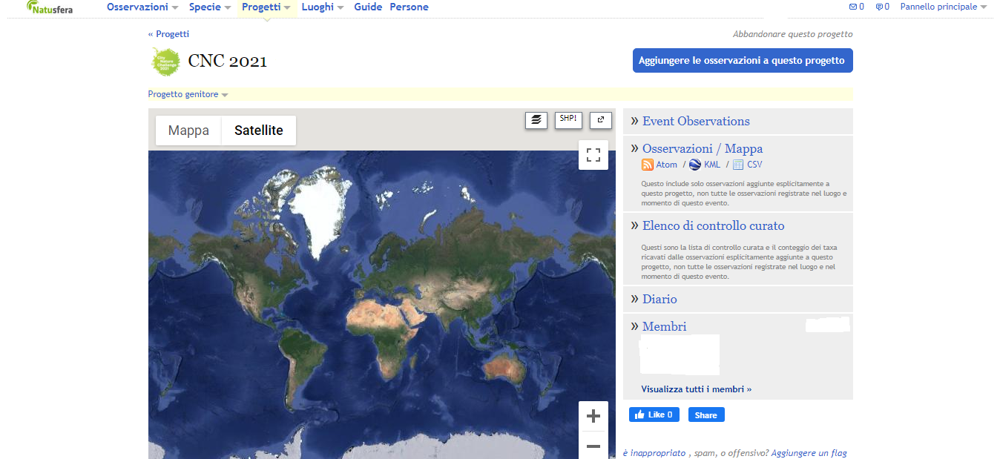 Natusfera
Osservazioni Specie Progetti Luoghi Guide Persone
0 0 Pannello principale
« Progetti
Abbandonare questo progetto
City Nature Challenge 2021
CNC 2021
Aggiungere le osservazioni a questo progetto
Progetto genitore
Mappa Satellite
SHP!
» Event Observations
» Osservazioni / Mappa
Atom / KML / CSV
Questo include solo osservazioni aggiunte esplicitamente a
questo progetto, non tutte le osservazioni registrate nel luogo e
momento di questo evento.
» Elenco di controllo curato
Questi sono la lista di controllo curata e il conteggio dei taxa
ricavati dalle osservazioni esplicitamente aggiunte a questo
progetto, non tutte le osservazioni registrate nel luogo e nel
momento di questo evento.
» Diario
» Membri
Visualizza tutti i membri »
Like 0 Share
è inappropriato , spam, o offensivo? Aggiungere un flag